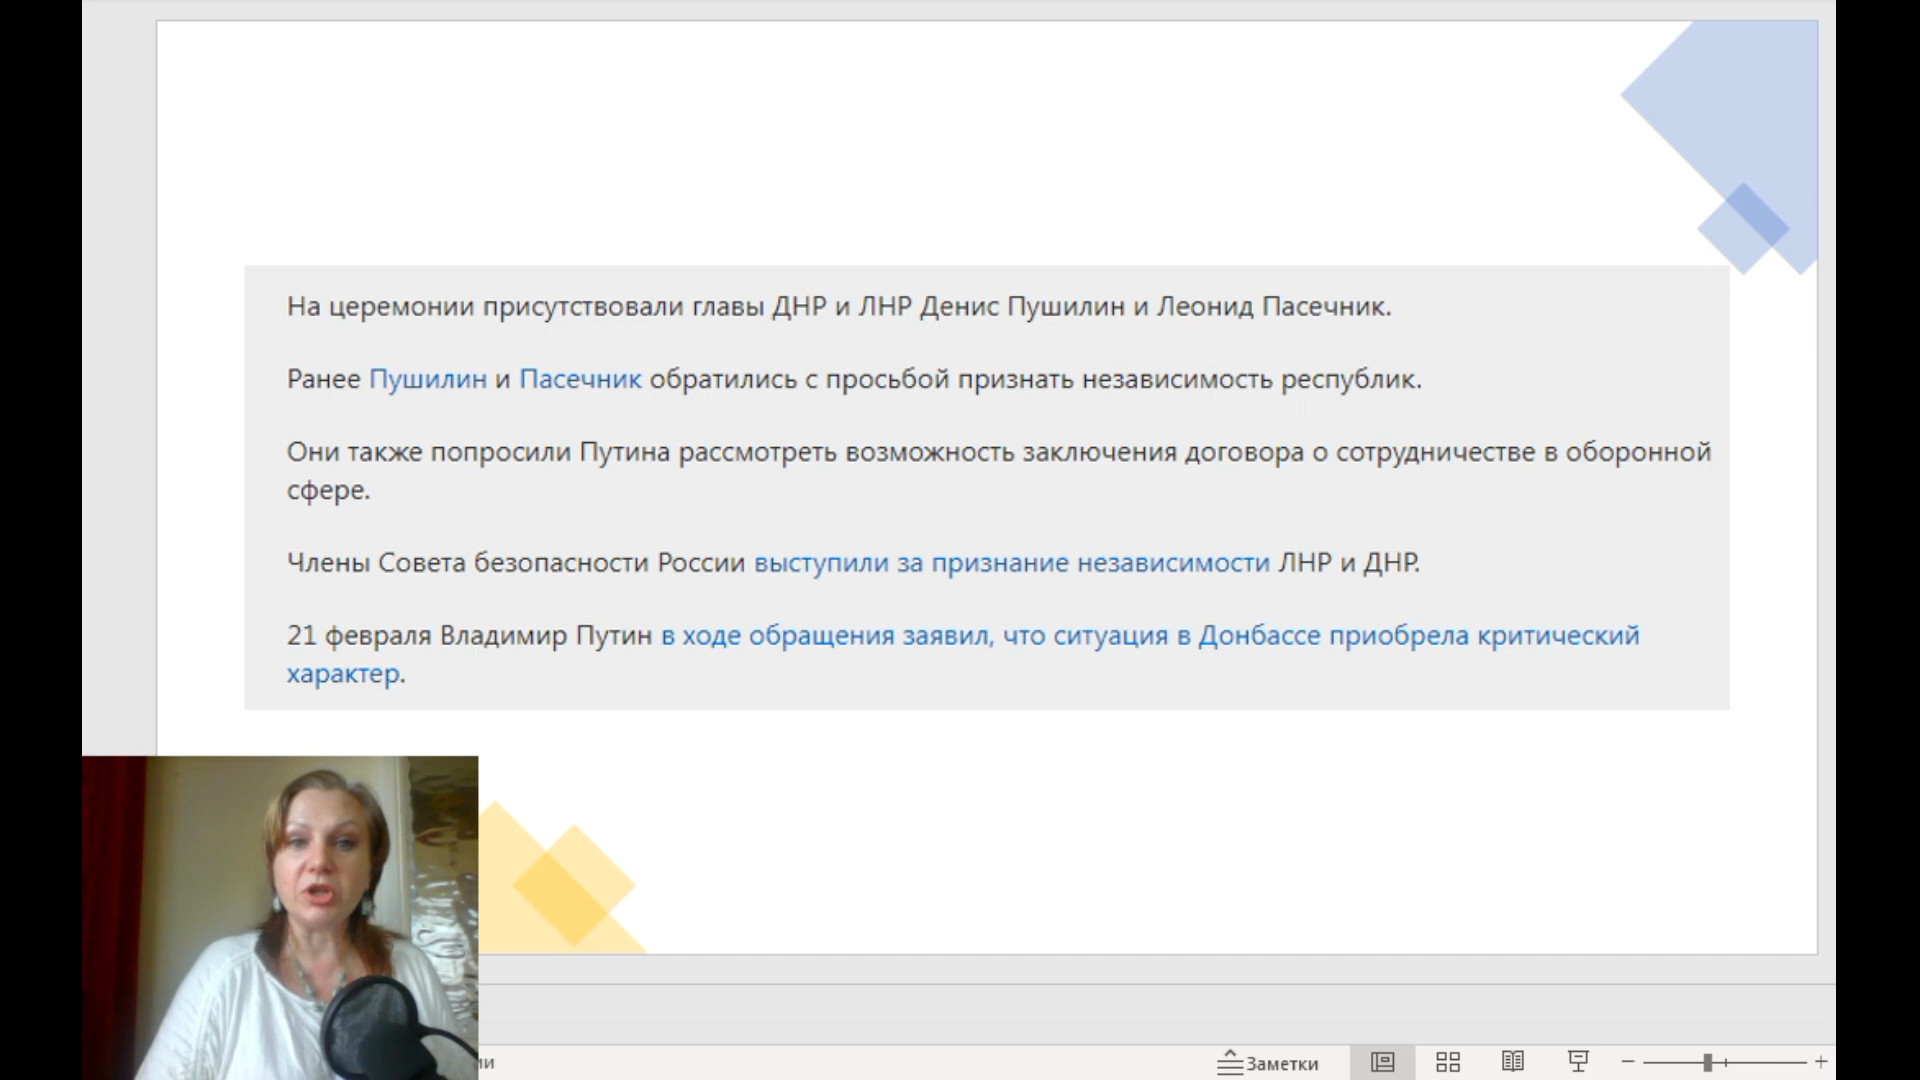 На церемонии присутствовали главы ДНР и ЛНР Денис Пушилин и Леонид Пасечник.
Ранее Пушилин и Пасечник обратились с просьбой признать независимость республик.
Они также попросили Путина рассмотреть возможность заключения договора о сотрудничестве в оборонной
сфере.
Члены Совета безопасности России выступили за признание независимости ЛНР и ДНР.
21 февраля Владимир Путин в ходе обращения заявил, что ситуация в Донбассе приобрела критический
характер.
Заметки